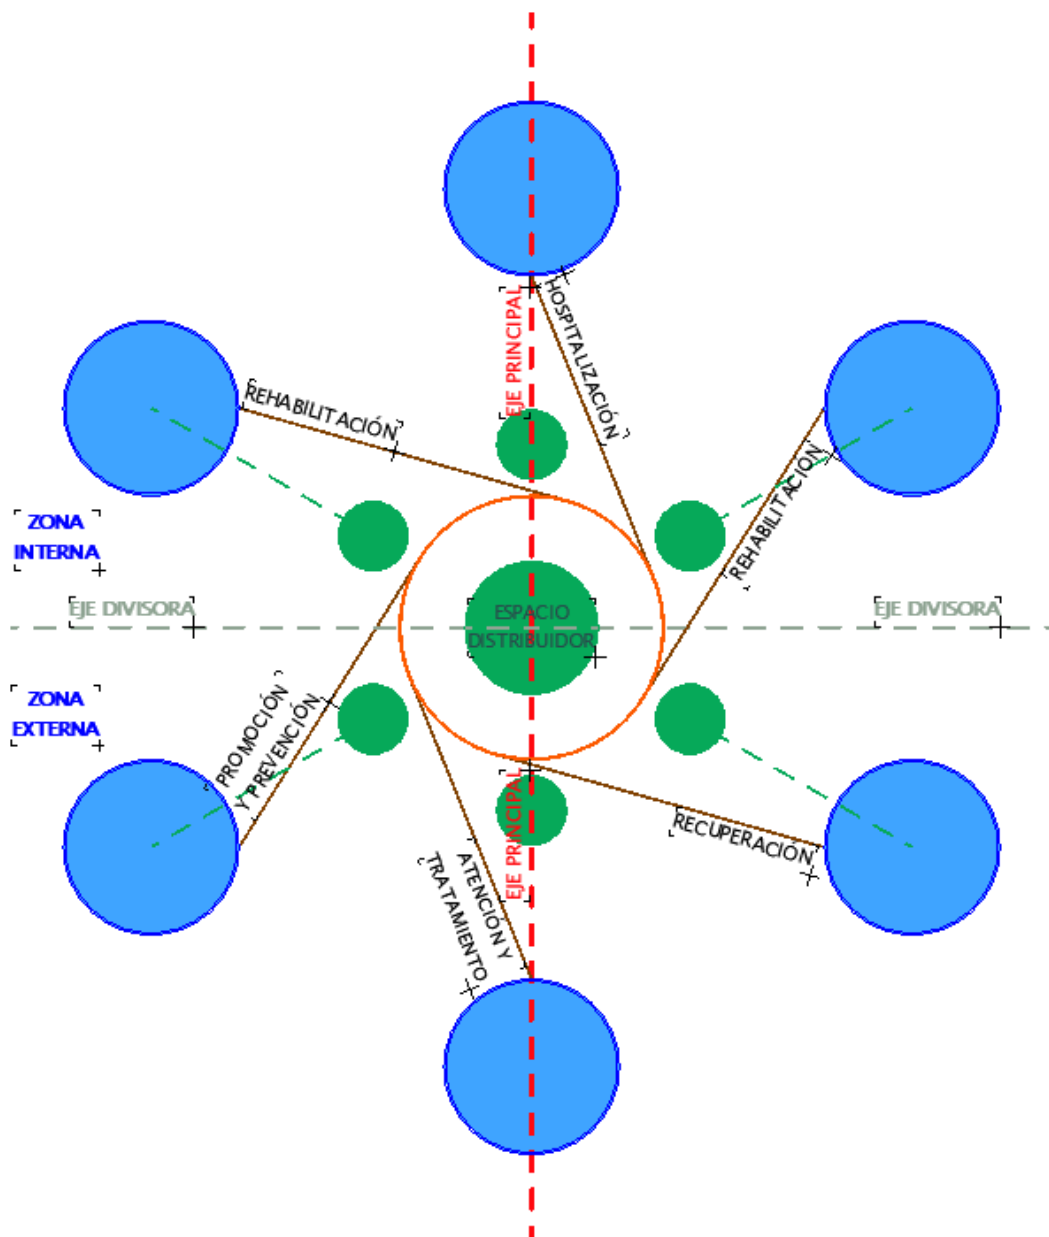 EJE PRINCIPAL
HOSPITALIZACIÓN
REHABILITACIÓN
REHABILITACION
ZONA
INTERNA
EJE DIVISORA
ESPACIO
DISTRIBUIDOR
EJE DIVISORA
ZONA
EXTERNA
PROMOCIÓN
Y PREVENCIÓN
EJE PRINCIPAL
RECUPERACIÓN
ATENCIÓN Y
TRATAMIENTO